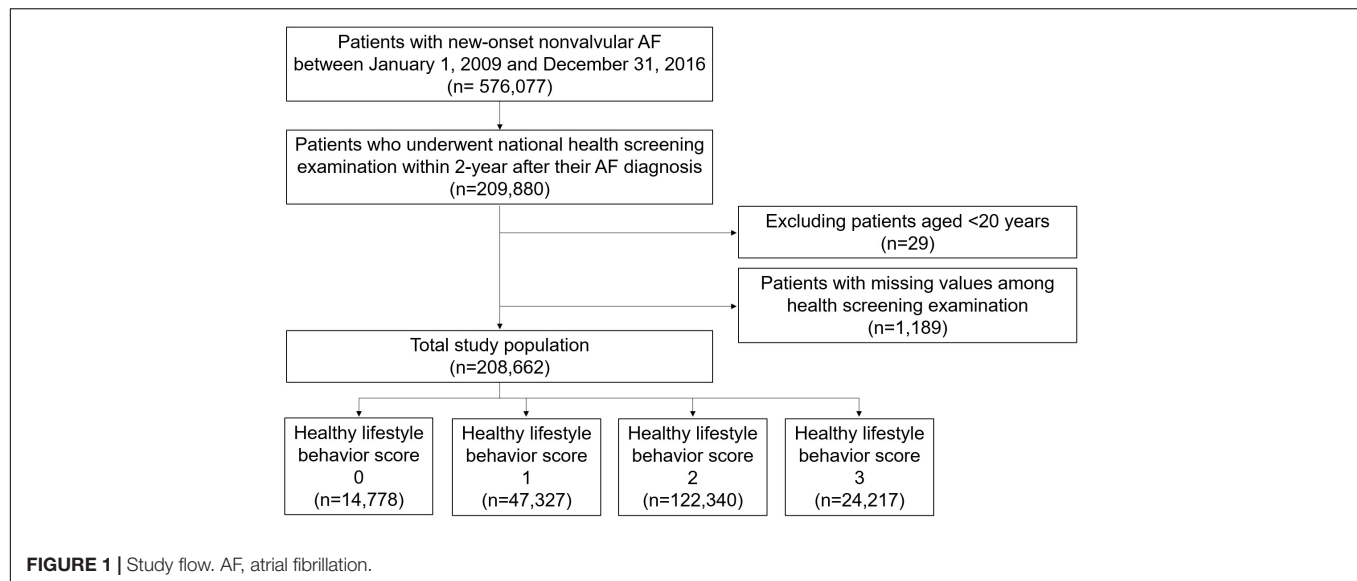 Patients with new-onset nonvalvular AF
between January 1, 2009 and December 31, 2016
(n= 576,077)
Patients who underwent national health screening
examination within 2-year after their AF diagnosis
(n=209,880)
Excluding patients aged <20 years
(n=29)
Patients with missing values among
health screening examination
(n=1,189)
Total study population
(n=208,662)
Healthy lifestyle
behavior score
0
(n=14,778)
Healthy lifestyle
behavior score
1
(n=47,327)
Healthy lifestyle
behavior score
2
(n=122,340)
Healthy lifestyle
behavior score
3
(n=24,217)
FIGURE 1 | Study flow. AF, atrial fibrillation.